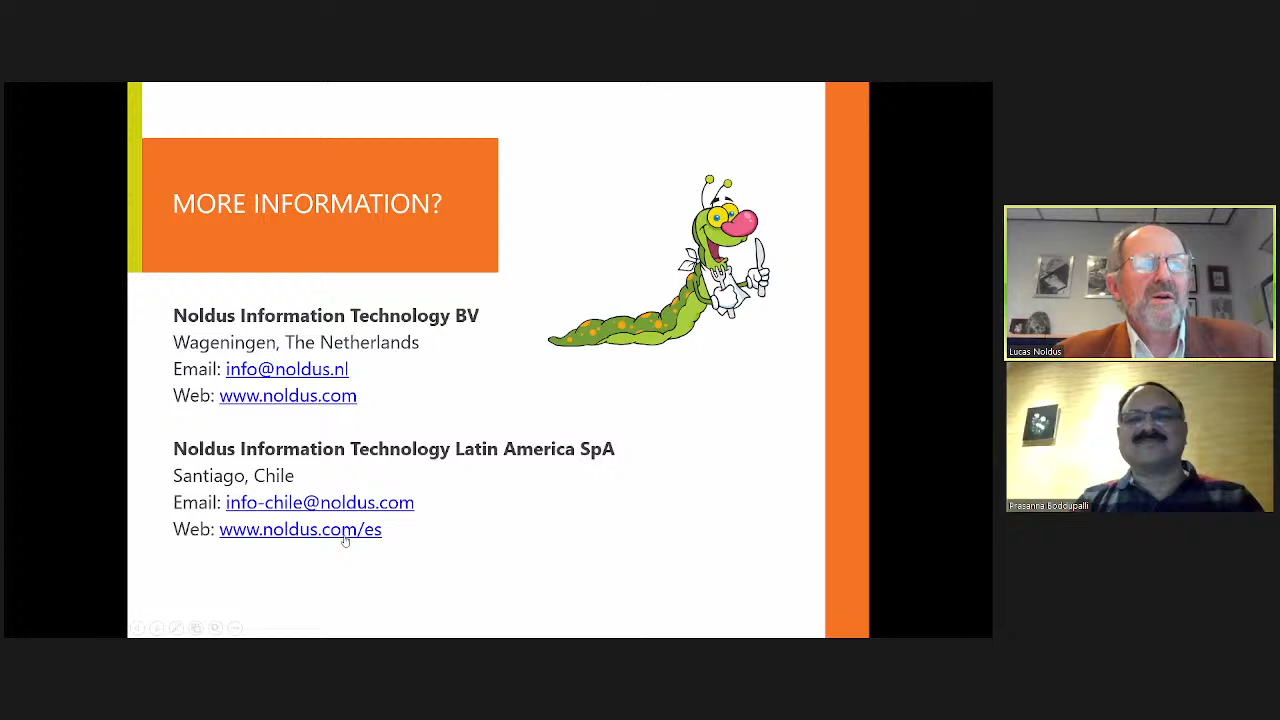 MORE INFORMATION?
Noldus Information Technology BV
Wageningen, The Netherlands
Email: info@noldus.nl
Web: www.noldus.com
Noldus Information Technology Latin America SpA
Santiago, Chile
Email: info-chile@noldus.com
Web: www.noldus.com/es
Lucas Noldus
Prasanna Boddupalli